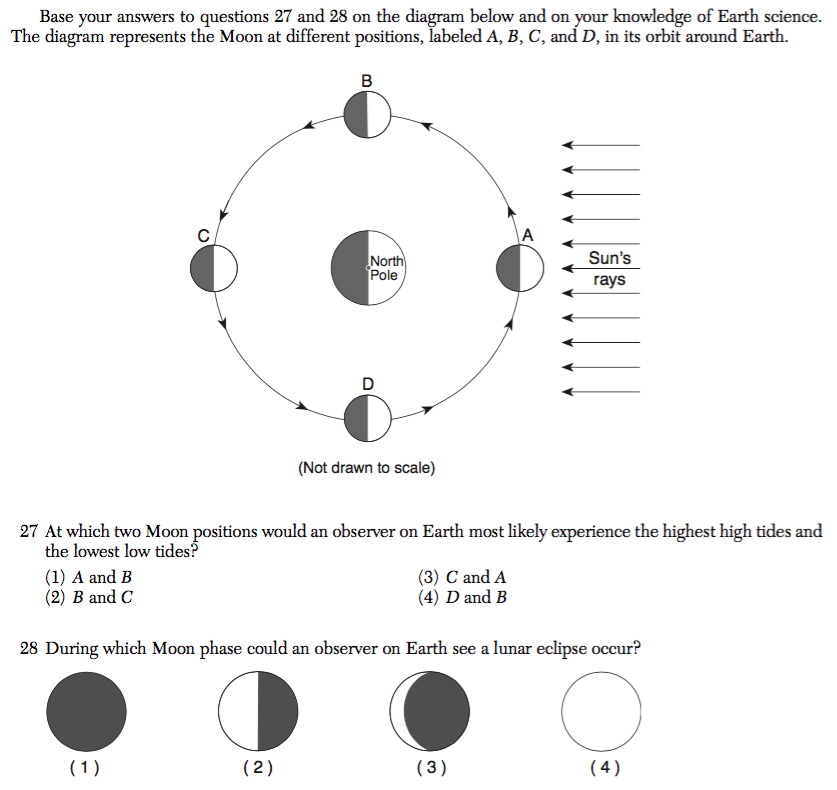 Base your answers to questions 27 and 28 on the diagram below and on your knowledge of Earth science.
The diagram represents the Moon at different positions, labeled A, B, C, and D, in its orbit around Earth.
B
C
A
North
Pole
Sun's
rays
D
(Not drawn to scale)
27 At which two Moon positions would an observer on Earth most likely experience the highest high tides and
the lowest low tides?
(1) A and B
(3) C and A
(2) B and C
(4) D and B
28 During which Moon phase could an observer on Earth see a lunar eclipse occur?
( 1 )
( 2 )
( 3 )
( 4 )